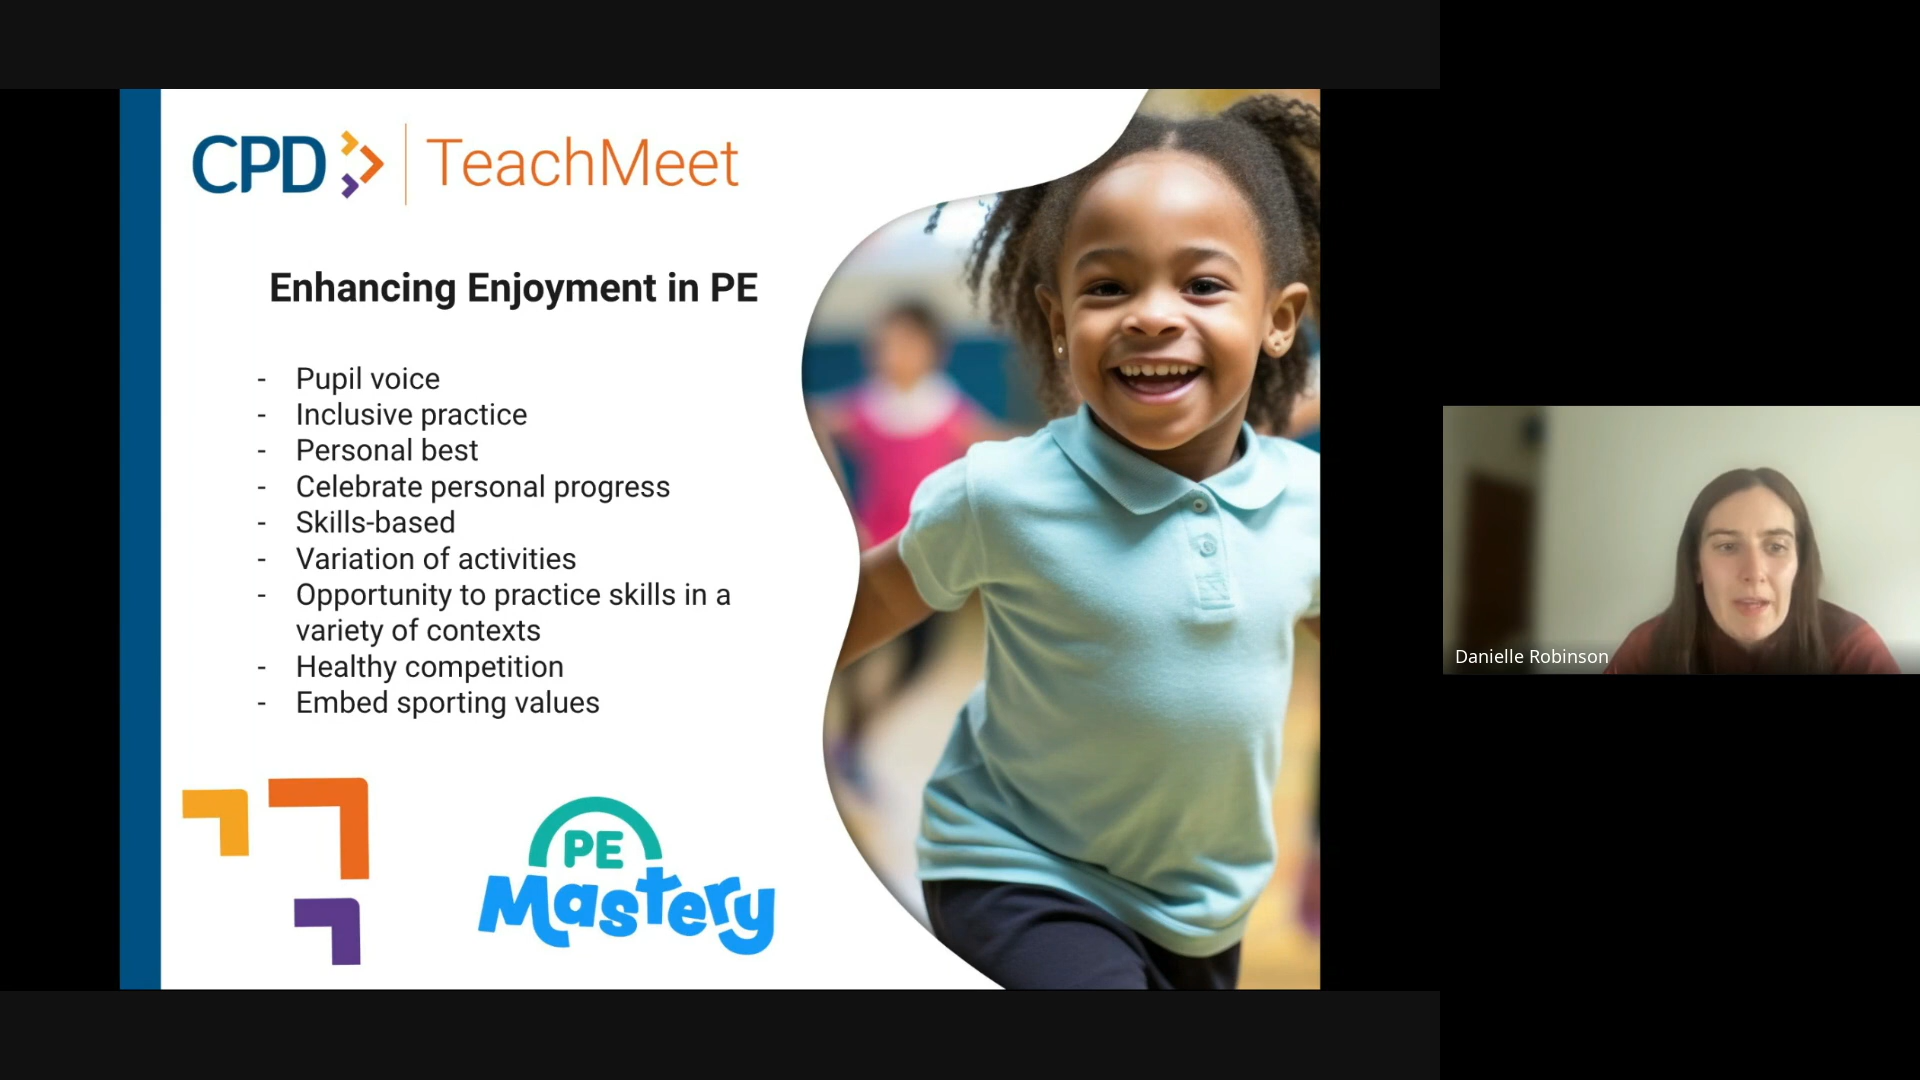 CPD TeachMeet
Enhancing Enjoyment in PE
- Pupil voice
- Inclusive practice
- Personal best
- Celebrate personal progress
- Skills-based
- Variation of activities
- Opportunity to practice skills in a
variety of contexts
- Healthy competition
- Embed sporting values
PE
Mastery
Danielle Robinson